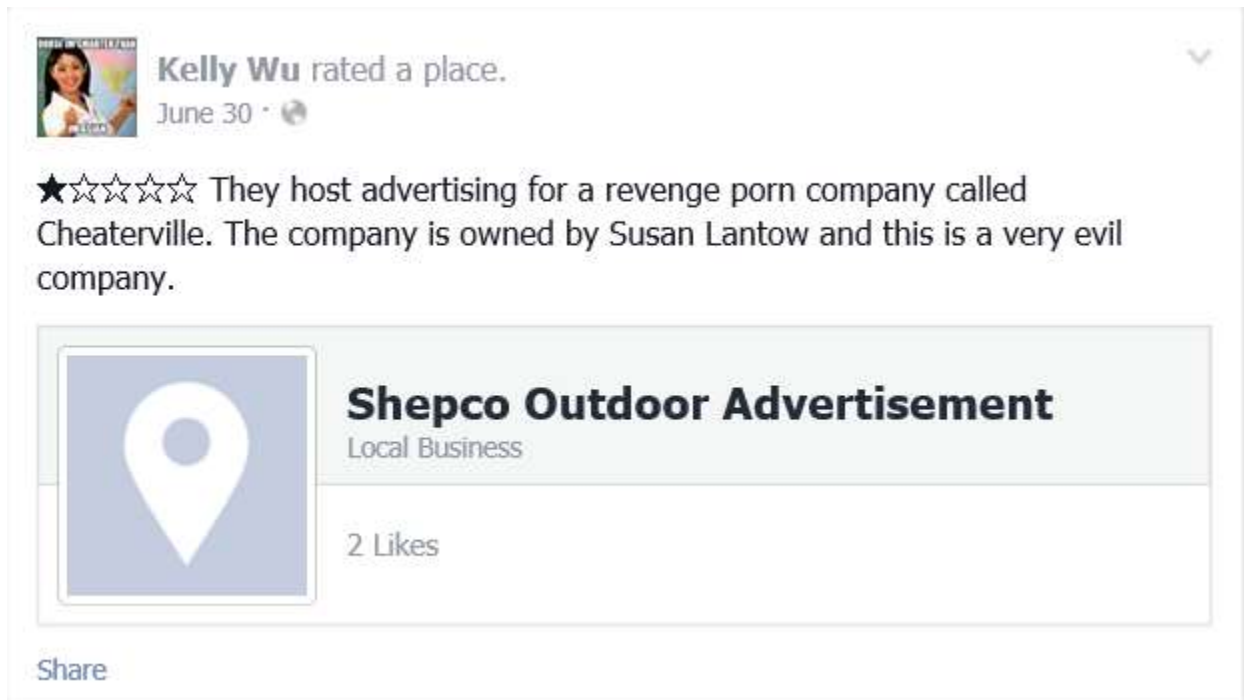 Kelly Wu rated a place.
June 30 ·
★☆☆☆☆ They host advertising for a revenge porn company called
Cheaterville. The company is owned by Susan Lantow and this is a very evil
company.
Shepco Outdoor Advertisement
Local Business
2 Likes
Share